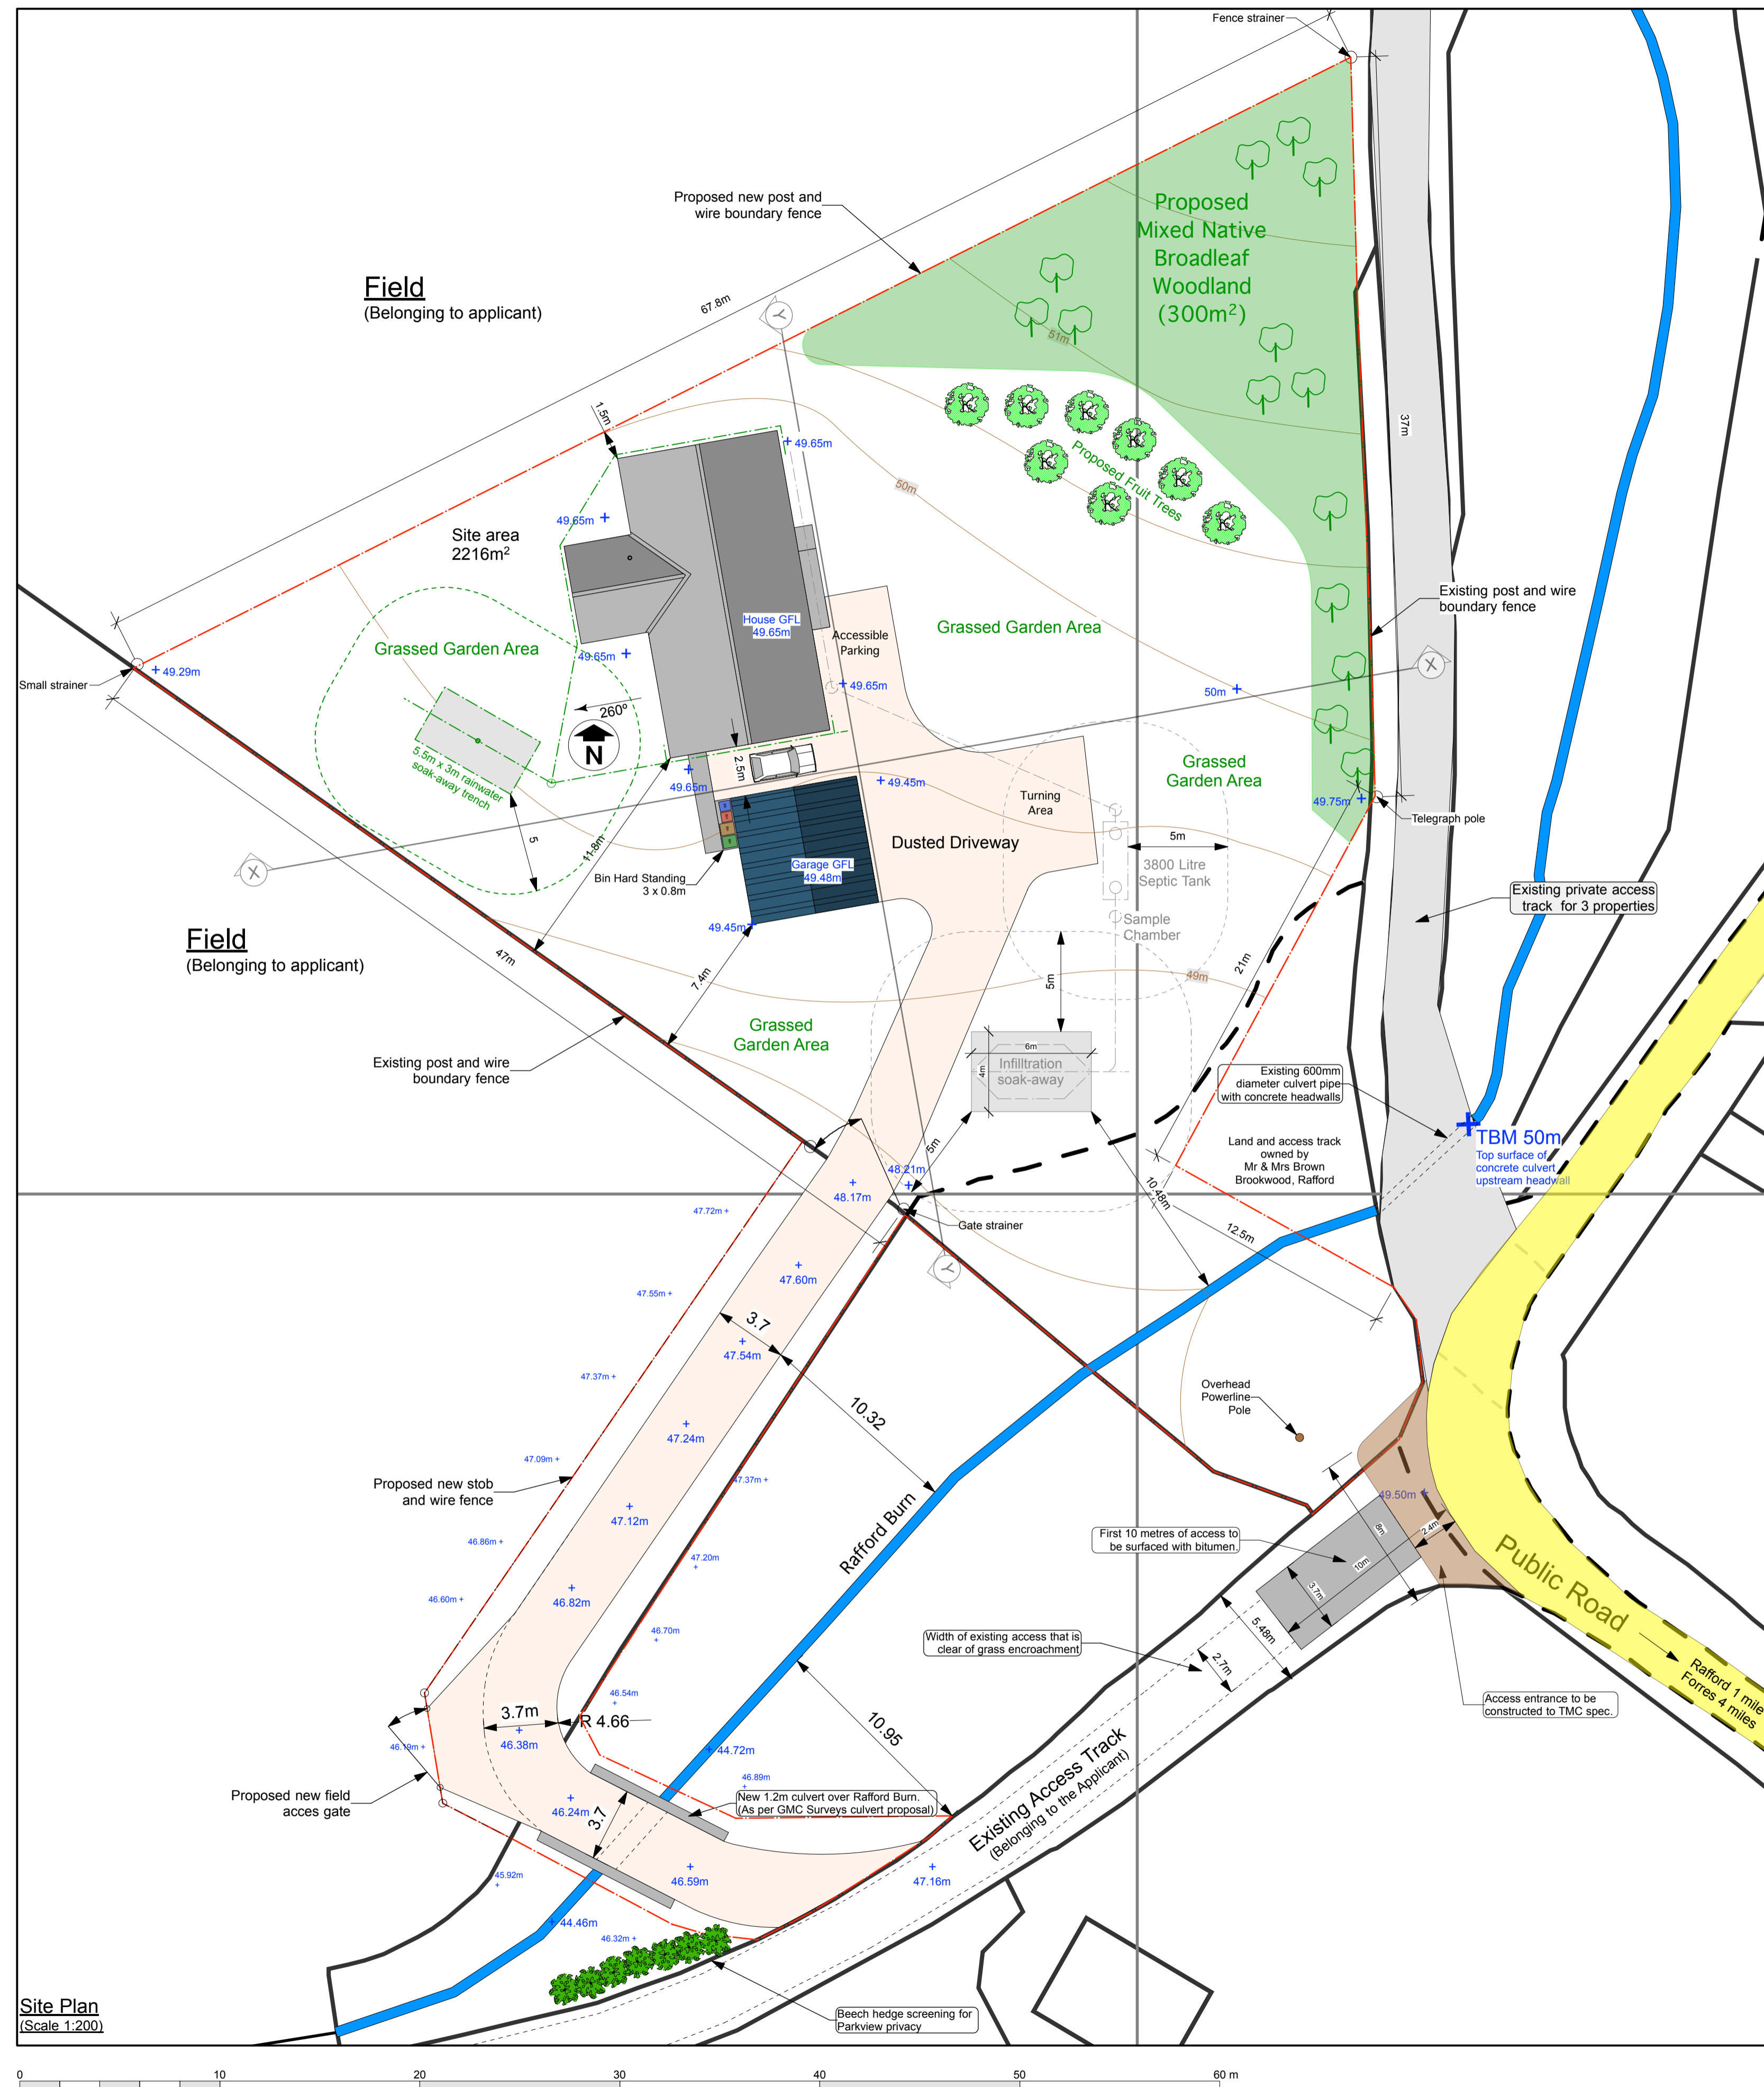 Fence strainer
Proposed new post and
wire boundary fence
Proposed
Mixed Native
Broadleaf
Woodland
(300m²)
Field
(Belonging to applicant)
67.8m
Y
51m
37m
1.5m
49.65m
50m
Proposed Fruit Trees
49.65m
Site area
2216m²
Existing post and wire
boundary fence
House GFL
49.65m
Accessible
Parking
Grassed Garden Area
Grassed Garden Area
49.65m
X
Small strainer
49.29m
49.65m
50m
260º
N
5.5m x 3m rainwater
soak-away trench
2.5m
49.65m
49.45m
Grassed
Garden Area
Turning
Area
49.75m
Telegraph pole
5
11.8m
Dusted Driveway
5m
3800 Litre
Septic Tank
X
Bin Hard Standing
3 x 0.8m
Garage GFL
49.48m
Existing private access
track for 3 properties
Sample
Chamber
49.45m
Field
(Belonging to applicant)
47m
7.4m
5m
21m
49m
Grassed
Garden Area
Existing post and wire
boundary fence
6m
4m
Infilltration
soak-away
Existing 600mm
diameter culvert pipe
with concrete headwalls
TBM 50m
Top surface of
concrete culvert
upstream headwall
Land and access track
owned by
Mr & Mrs Brown
Brookwood, Rafford
5m
48.21m
48.17m
10.48m
47.72m
Gate strainer
12.5m
47.60m
Y
47.55m
3.7
47.54m
47.37m
10.32
Overhead
Powerline
Pole
47.24m
47.09m
47.37m
Proposed new stob
and wire fence
49.50m
47.12m
Rafford Burn
First 10 metres of access to
be surfaced with bitumen.
8m
2.4m
10m
3.7m
Public Road
46.86m
47.20m
46.60m
46.82m
46.70m
Width of existing access that is
clear of grass encroachment
5.48m
2.7m
Rafford 1 mile
Forres 4 miles
46.54m
Access entrance to be
constructed to TMC spec.
3.7m
R 4.66
46.38m
10.95
46.19m
44.72m
46.89m
Existing Access Track
(Belonging to the Applicant)
Proposed new field
acces gate
46.24m
3.7
New 1.2m culvert over Rafford Burn.
(As per GMC Surveys culvert proposal)
45.92m
46.59m
47.16m
44.46m
46.32m
Beech hedge screening for
Parkview privacy
Site Plan
(Scale 1:200)
0 10 20 30 40 50 60 m